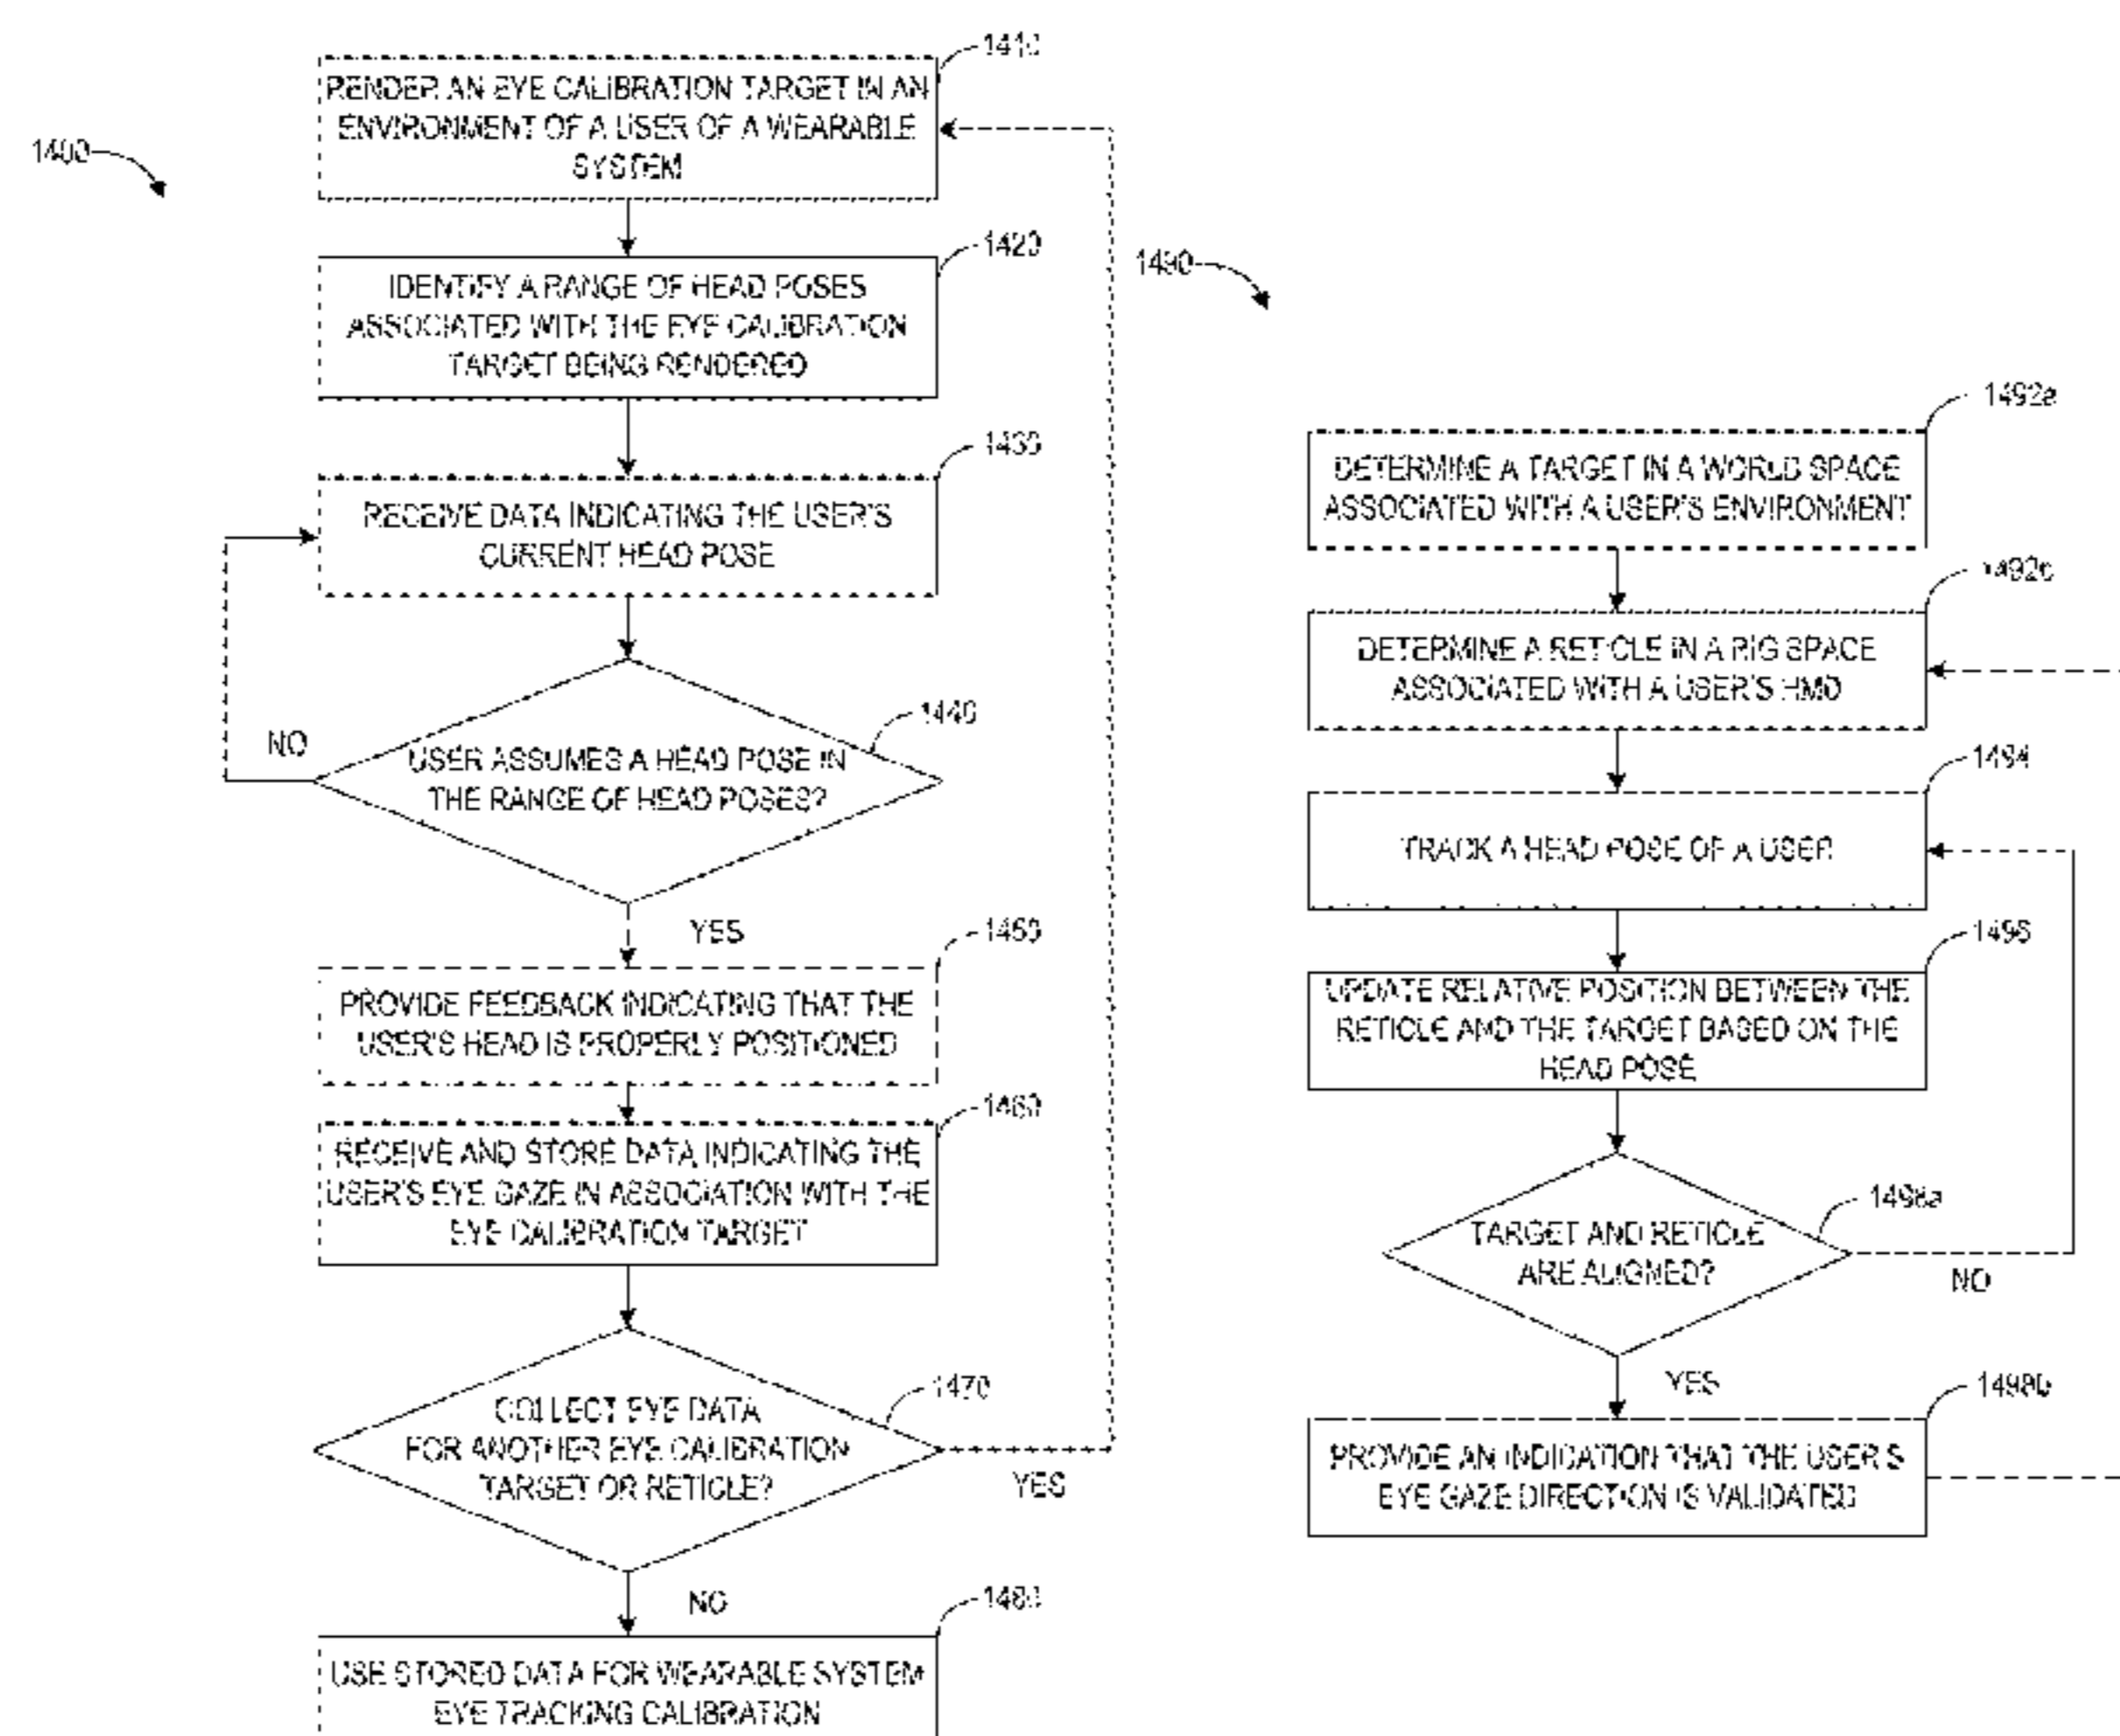 1400
1410
RENDER AN EYE CALIBRATION TARGET IN AN
ENVIRONMENT OF A USER OF A WEARABLE
SYSTEM
1420
IDENTIFY A RANGE OF HEAD POSES
ASSOCIATED WITH THE EYE CALIBRATION
TARGET BEING RENDERED
1430
RECEIVE DATA INDICATING THE USER'S
CURRENT HEAD POSE
1440
USER ASSUMES A HEAD POSE IN
THE RANGE OF HEAD POSES?
NO
YES
PROVIDE FEEDBACK INDICATING THAT THE
USER'S HEAD IS PROPERLY POSITIONED
1460
RECEIVE AND STORE DATA INDICATING THE
USER'S EYE GAZE IN ASSOCIATION WITH THE
EYE CALIBRATION TARGET
1470
COLLECT EYE DATA
FOR ANOTHER EYE CALIBRATION
TARGET OR RETICLE?
YES
NO
1480
USE STORED DATA FOR WEARABLE SYSTEM
EYE TRACKING CALIBRATION
1490
1492a
DETERMINE A TARGET IN A WORLD SPACE
ASSOCIATED WITH A USER'S ENVIRONMENT
DETERMINE A RETICLE IN A RIG SPACE
ASSOCIATED WITH A USER'S HMD
1494
TRACK A HEAD POSE OF A USER
1496
UPDATE RELATIVE POSITION BETWEEN THE
RETICLE AND THE TARGET BASED ON THE
HEAD POSE
1498a
TARGET AND RETICLE
ARE ALIGNED?
NO
YES
1498b
PROVIDE AN INDICATION THAT THE USER'S
EYE GAZE DIRECTION IS VALIDATED